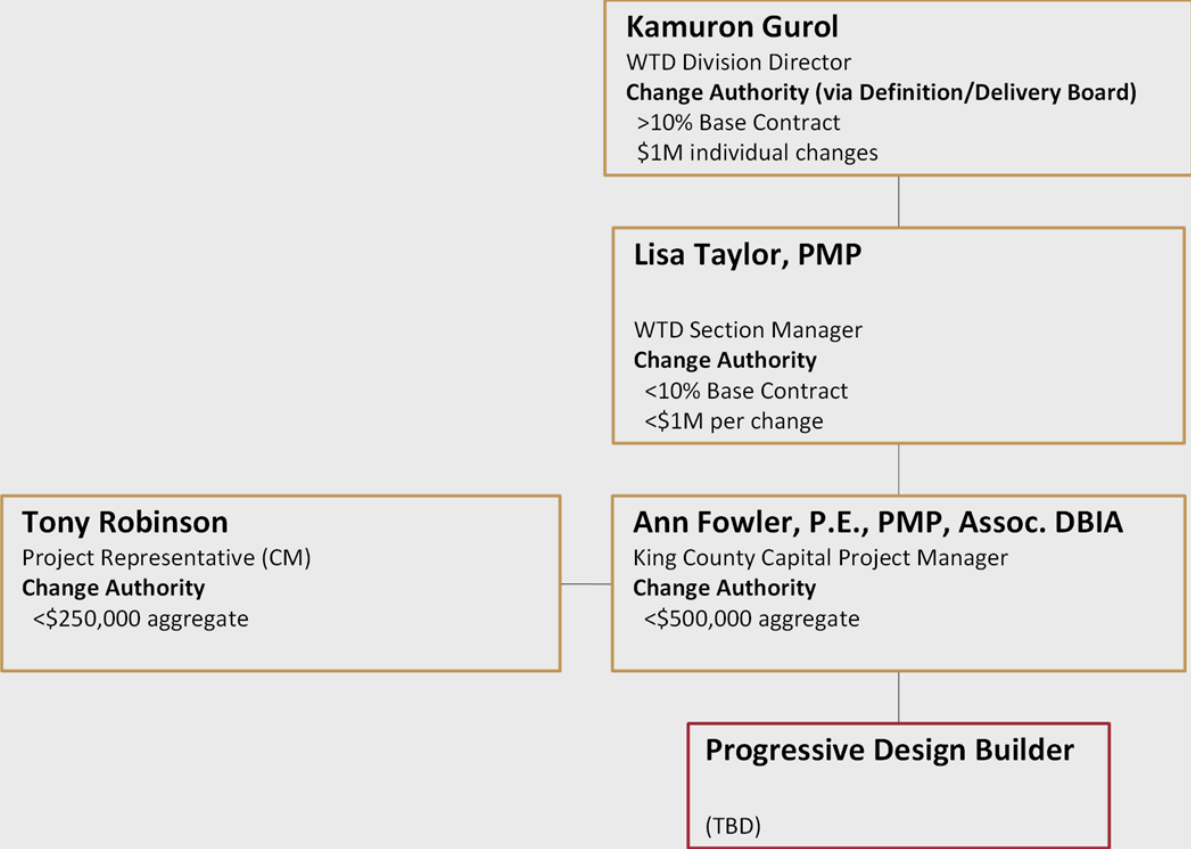 Kamuron Gurol
WTD Division Director
Change Authority (via Definition/Delivery Board)
>10% Base Contract
$1M individual changes
Lisa Taylor, PMP
WTD Section Manager
Change Authority
<10% Base Contract
<$1M per change
Tony Robinson
Project Representative (CM)
Change Authority
<$250,000 aggregate
Ann Fowler, P.E., PMP, Assoc. DBIA
King County Capital Project Manager
Change Authority
<$500,000 aggregate
Progressive Design Builder
(TBD)